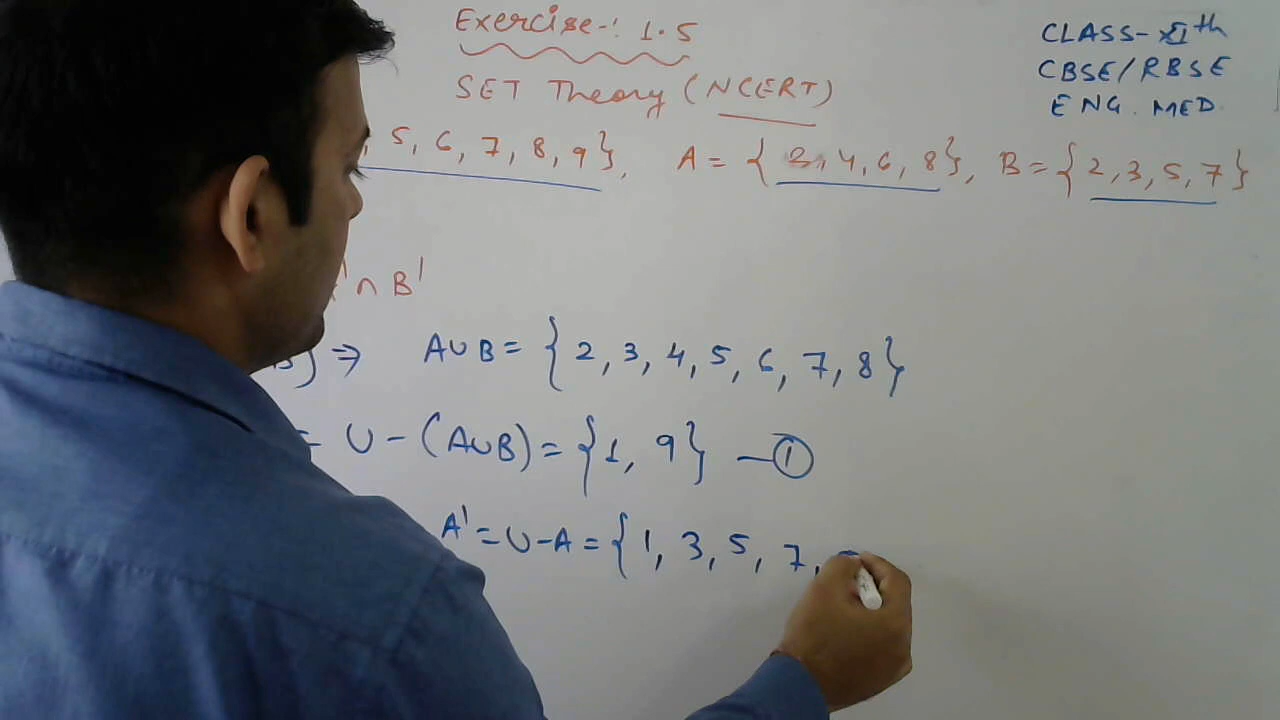 Exercise-: 1.5
CLASS-XIth
SET Theory (NCERT)
CBSE/RBSE
ENG. MED.
, 5, 6, 7, 8, 9}, A = { 2, 4, 6, 8}, B = {2, 3, 5, 7}
' ∩ B'
B) ⇒ A∪B = {2, 3, 4, 5, 6, 7, 8}
= U - (A∪B) = {1, 9} - ①
A' = U-A = {1, 3, 5, 7,